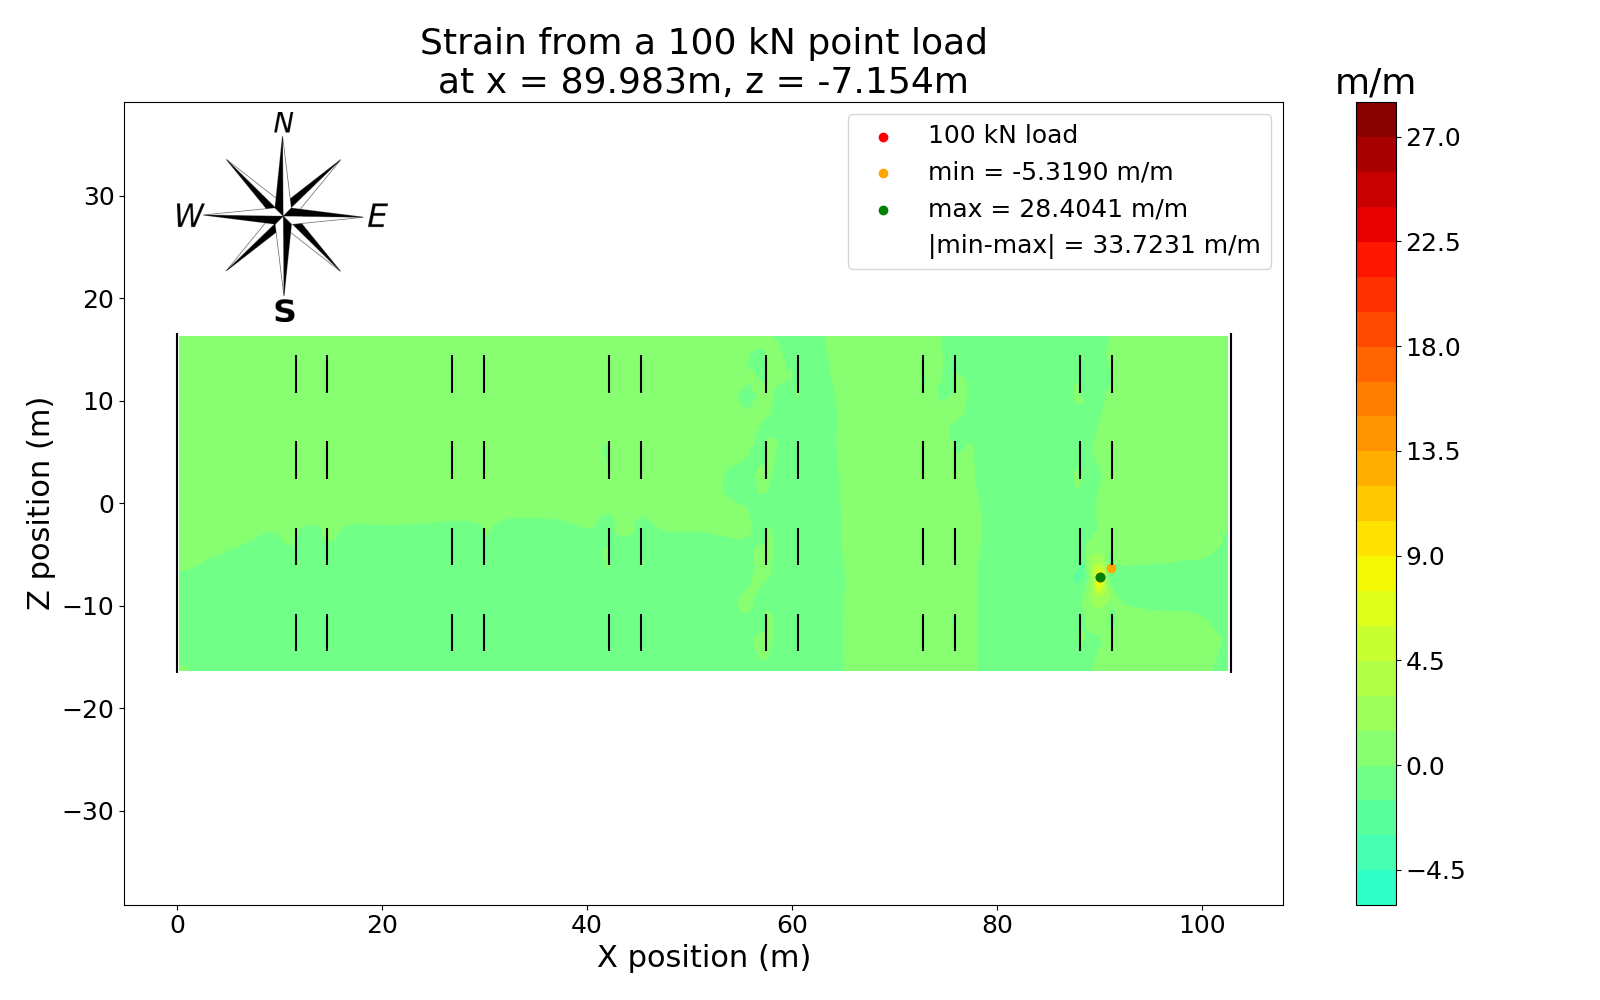 Strain from a 100 kN point load
at x = 89.983m, z = -7.154m
m/m
N
W
E
S
100 kN load
min = -5.3190 m/m
max = 28.4041 m/m
|min-max| = 33.7231 m/m
30
20
10
0
−10
−20
−30
Z position (m)
0
20
40
60
80
100
X position (m)
27.0
22.5
18.0
13.5
9.0
4.5
0.0
−4.5